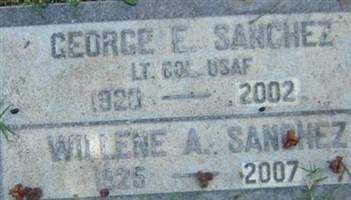 GEORGE E. SANCHEZ
LT. COL. USAF
1920 — 2002
WILLENE A. SANCHEZ
1925 — 2007